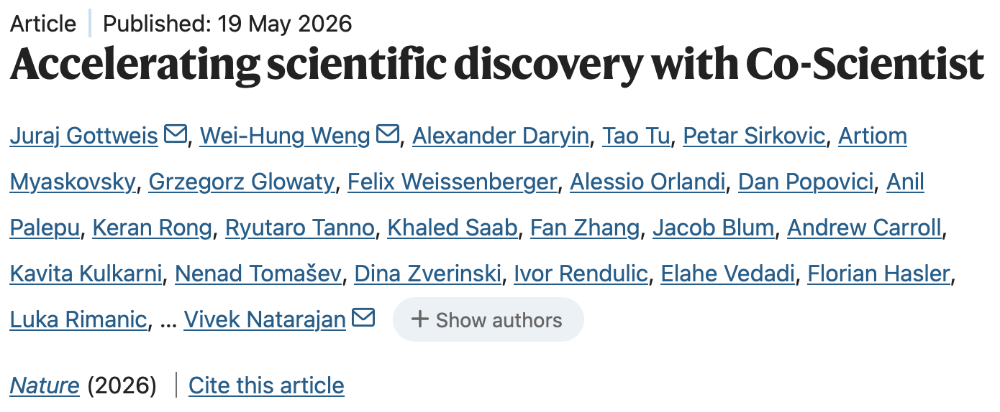 Article | Published: 19 May 2026
Accelerating scientific discovery with Co-Scientist
Juraj Gottweis, Wei-Hung Weng, Alexander Daryin, Tao Tu, Petar Sirkovic, Artiom
Myaskovsky, Grzegorz Glowaty, Felix Weissenberger, Alessio Orlandi, Dan Popovici, Anil
Palepu, Keran Rong, Ryutaro Tanno, Khaled Saab, Fan Zhang, Jacob Blum, Andrew Carroll,
Kavita Kulkarni, Nenad Tomašev, Dina Zverinski, Ivor Rendulic, Elahe Vedadi, Florian Hasler,
Luka Rimanic, ... Vivek Natarajan + Show authors
Nature (2026) | Cite this article